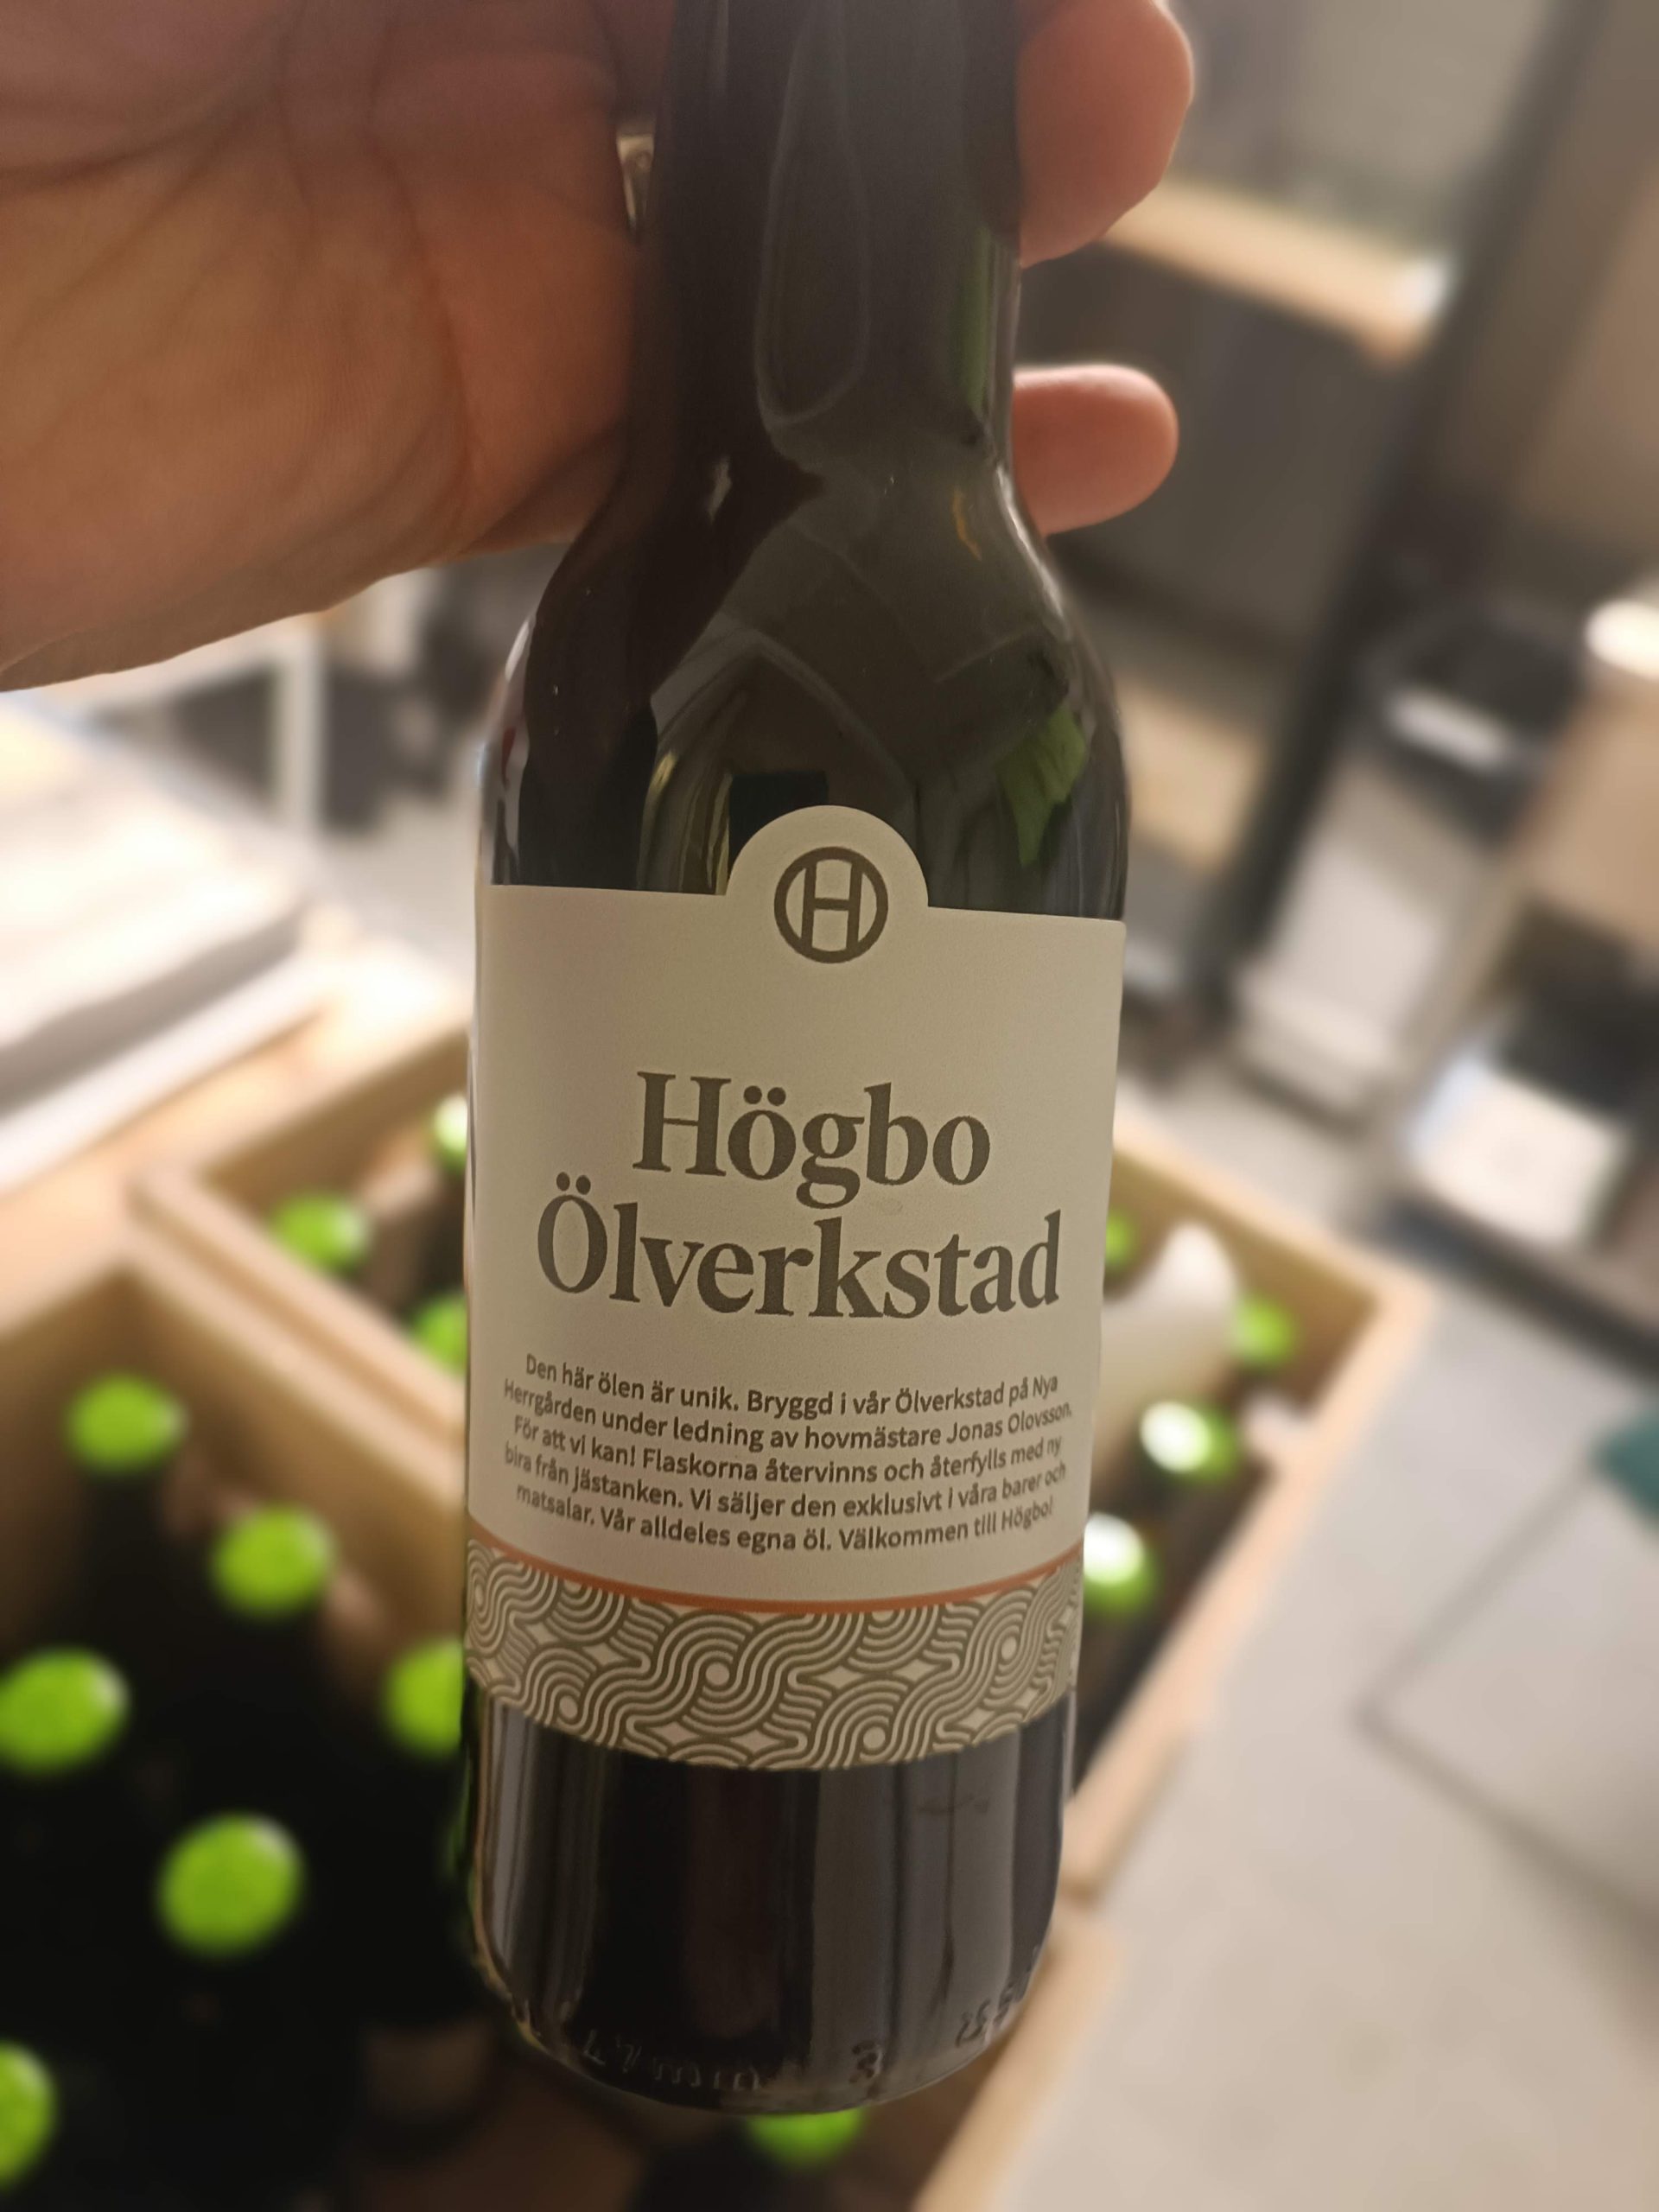 H
Högbo
Ölverkstad
Den här ölen är unik. Bryggd i vår Ölverkstad på Nya
Herrgården under ledning av hovmästare Jonas Olovsson.
För att vi kan! Flaskorna återvinns och återfylls med ny
bira från jästanken. Vi säljer den exklusivt i våra barer och
matsalar. Vår alldeles egna öl. Välkommen till Högbo!